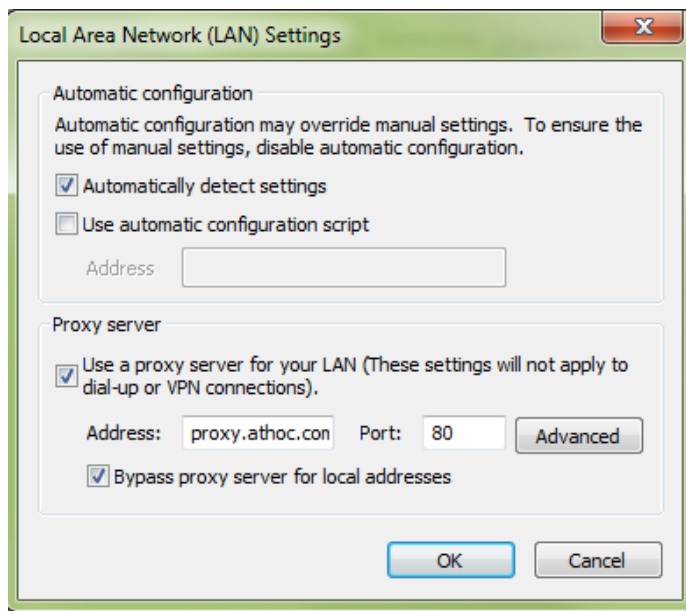 Local Area Network (LAN) Settings
Automatic configuration
Automatic configuration may override manual settings. To ensure the
use of manual settings, disable automatic configuration.
Automatically detect settings
Use automatic configuration script
Address
Proxy server
Use a proxy server for your LAN (These settings will not apply to
dial-up or VPN connections).
Address: proxy.athoc.com Port: 80 Advanced
Bypass proxy server for local addresses
OK Cancel